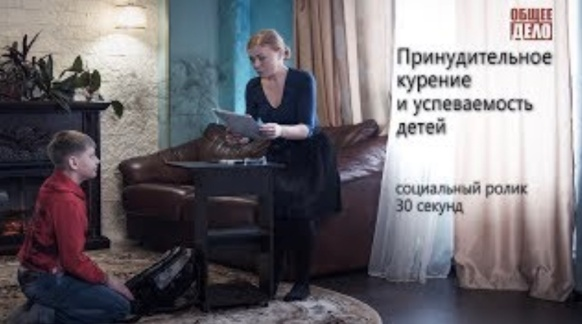 ОБЩЕЕ
ДЕЛО
Принудительное
курение
и успеваемость
детей
социальный ролик
30 секунд